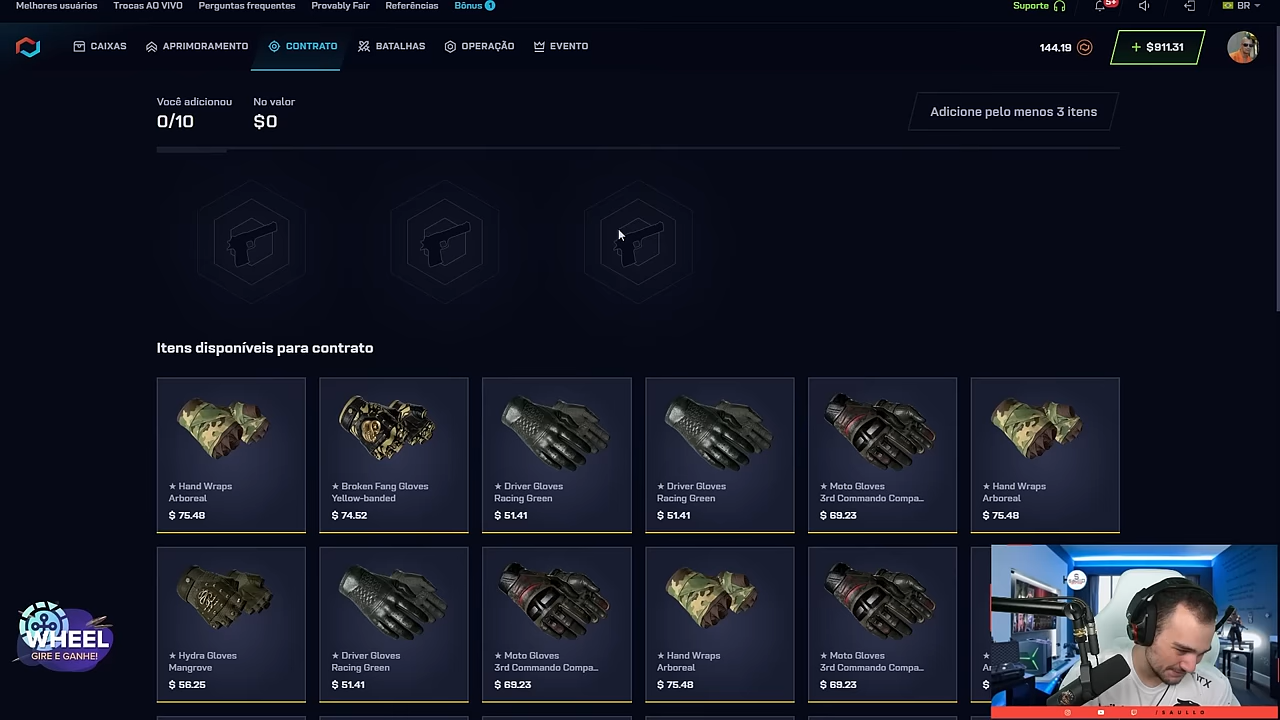 Melhores usuários Trocas AO VIVO Perguntas frequentes Provably Fair Referências Bônus 1 Suporte 5+ BR
CAIXAS APRIMORAMENTO CONTRATO BATALHAS OPERAÇÃO EVENTO 144.19 + $911.31
Você adicionou No valor
0/10 $0
Adicione pelo menos 3 itens
Itens disponíveis para contrato
★ Hand Wraps
Arboreal
$ 75.48
★ Broken Fang Gloves
Yellow-banded
$ 74.52
★ Driver Gloves
Racing Green
$ 51.41
★ Driver Gloves
Racing Green
$ 51.41
★ Moto Gloves
3rd Commando Compa...
$ 69.23
★ Hand Wraps
Arboreal
$ 75.48
★ Hydra Gloves
Mangrove
$ 56.25
★ Driver Gloves
Racing Green
$ 51.41
★ Moto Gloves
3rd Commando Compa...
$ 69.23
★ Hand Wraps
Arboreal
$ 75.48
★ Moto Gloves
3rd Commando Compa...
$ 69.23
WHEEL
GIRE E GANHE!
/SAULLO